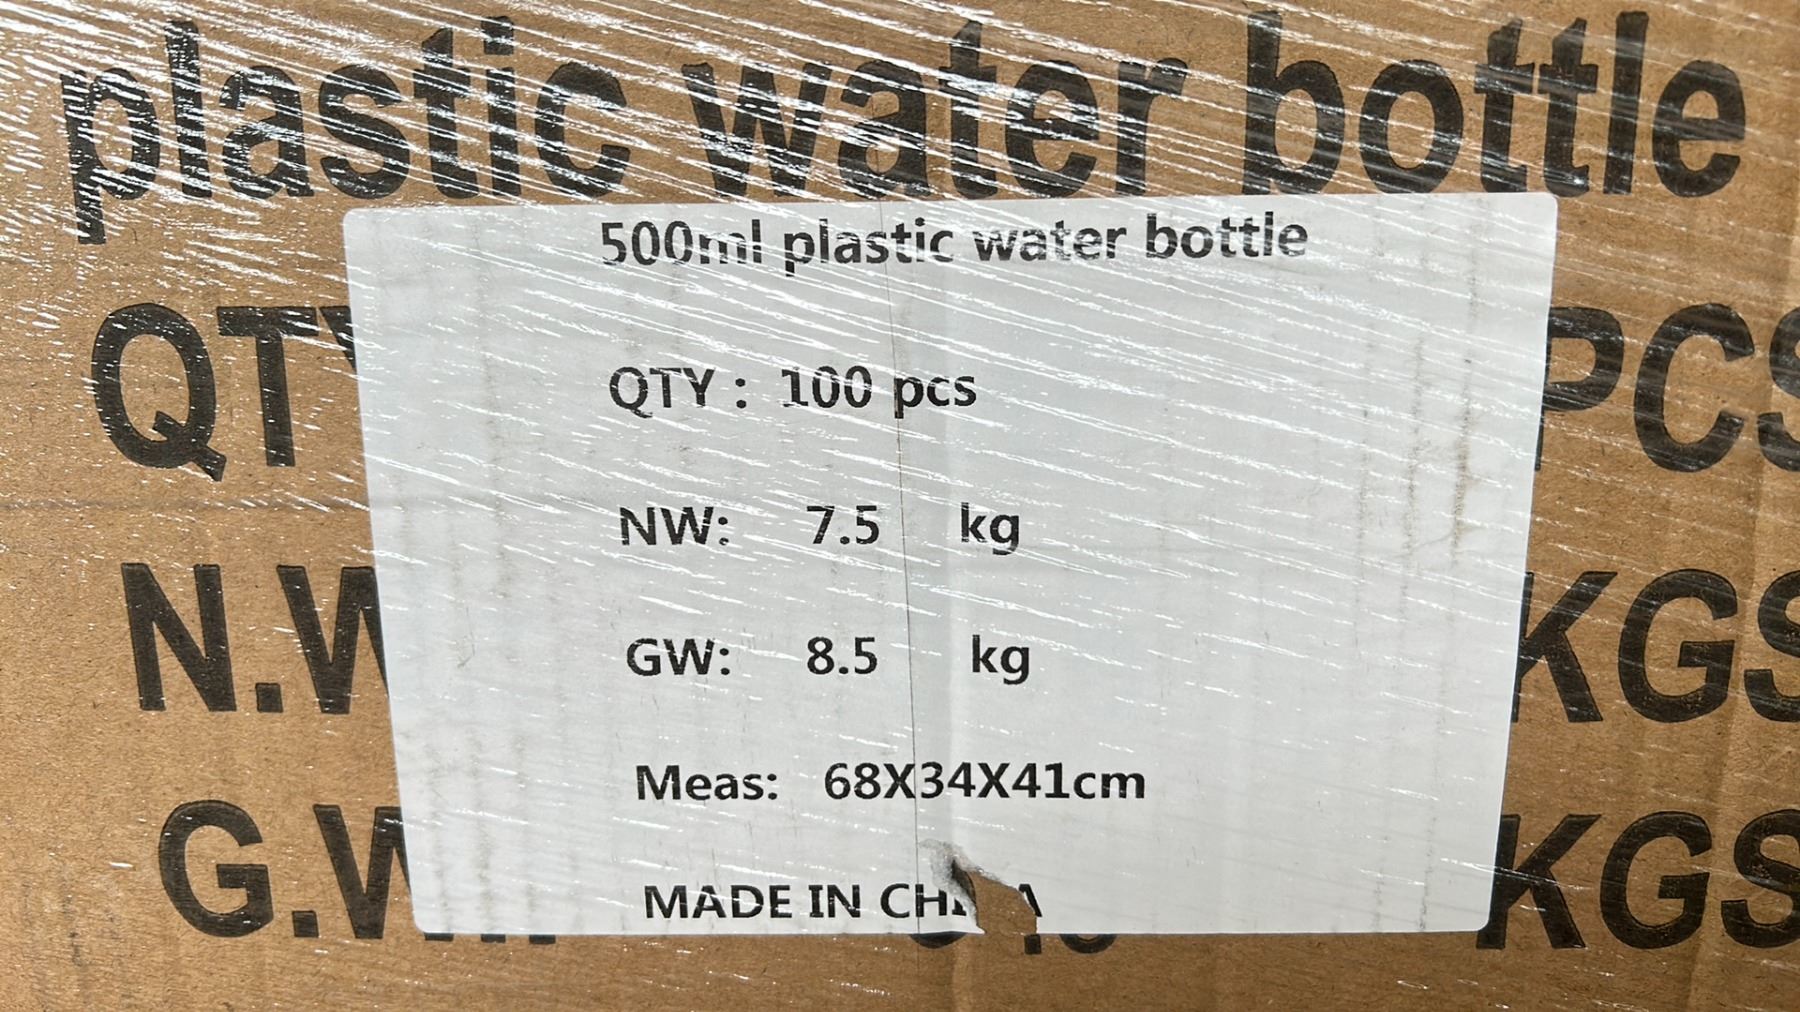 plastic water bottle
500ml plastic water bottle
QTY PCS
QTY : 100 pcs
NW: 7.5 kg
N.W KGS
GW: 8.5 kg
Meas: 68X34X41cm
G.W KGS
MADE IN